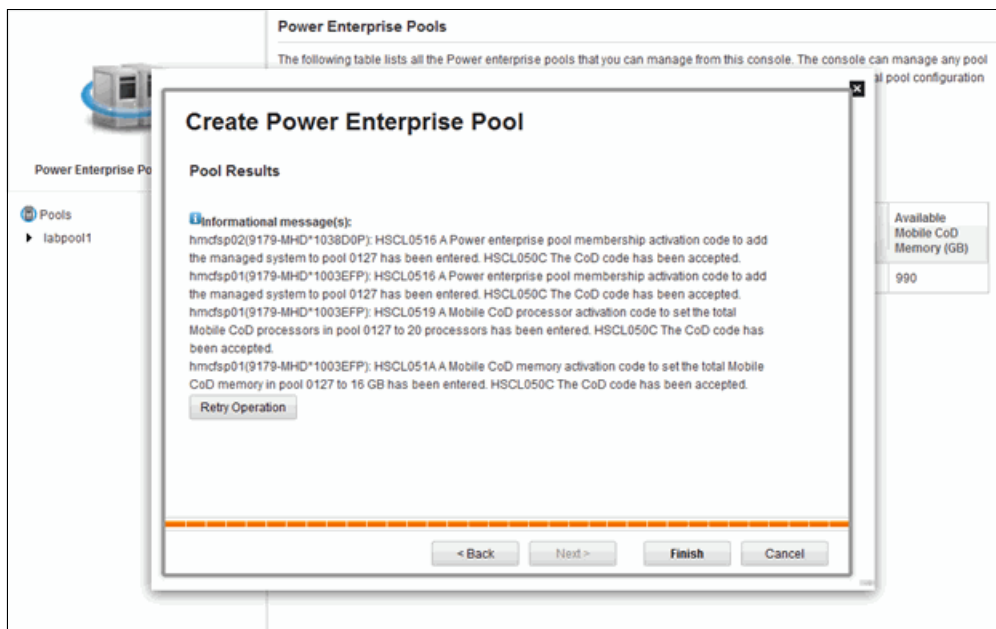 Power Enterprise Pools
The following table lists all the Power enterprise pools that you can manage from this console. The console can manage any pool
al pool configuration
Power Enterprise Po
Pools
labpool1
Available
Mobile CoD
Memory (GB)
990
Create Power Enterprise Pool
Pool Results
Informational message(s):
hmcfsp02(9179-MHD*1038D0P): HSCL0516 A Power enterprise pool membership activation code to add
the managed system to pool 0127 has been entered. HSCL050C The CoD code has been accepted.
hmcfsp01(9179-MHD*1003EFP): HSCL0516 A Power enterprise pool membership activation code to add
the managed system to pool 0127 has been entered. HSCL050C The CoD code has been accepted.
hmcfsp01(9179-MHD*1003EFP): HSCL0519 A Mobile CoD processor activation code to set the total
Mobile CoD processors in pool 0127 to 20 processors has been entered. HSCL050C The CoD code has
been accepted.
hmcfsp01(9179-MHD*1003EFP): HSCL051A A Mobile CoD memory activation code to set the total Mobile
CoD memory in pool 0127 to 16 GB has been entered. HSCL050C The CoD code has been accepted.
Retry Operation
< Back
Next >
Finish
Cancel